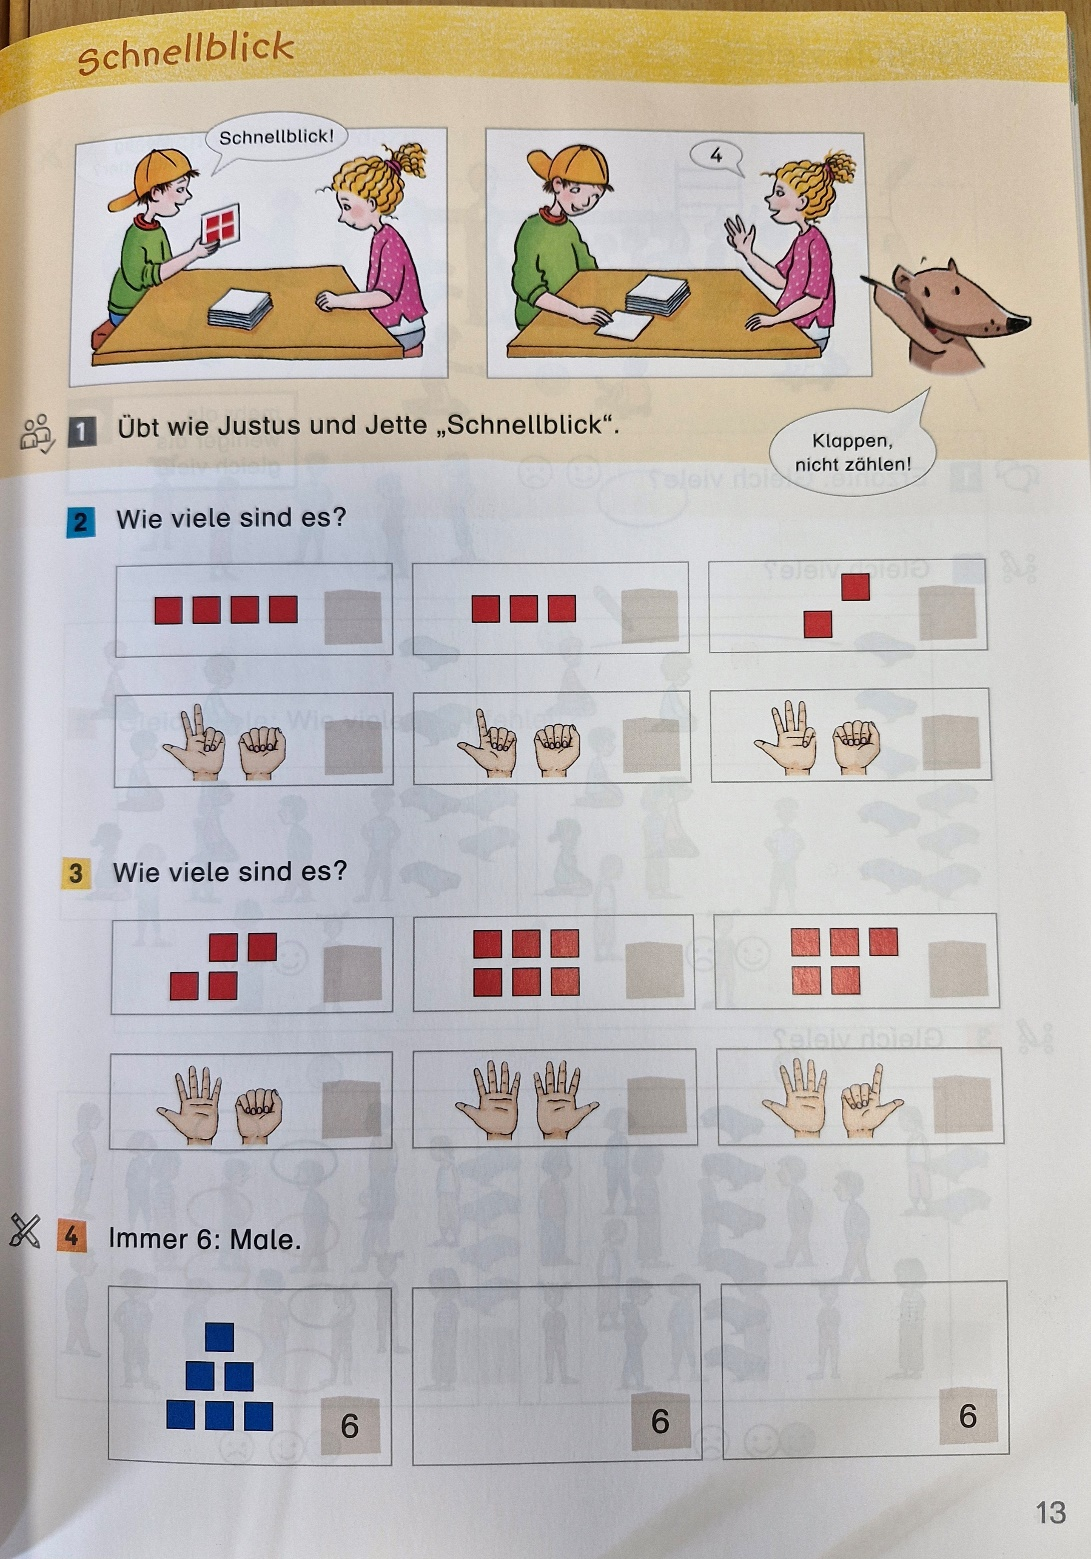 Schnellblick
Schnellblick!
4
1 Übt wie Justus und Jette „Schnellblick“.
Klappen,
nicht zählen!
2 Wie viele sind es?
3 Wie viele sind es?
4 Immer 6: Male.
6
6
6
13